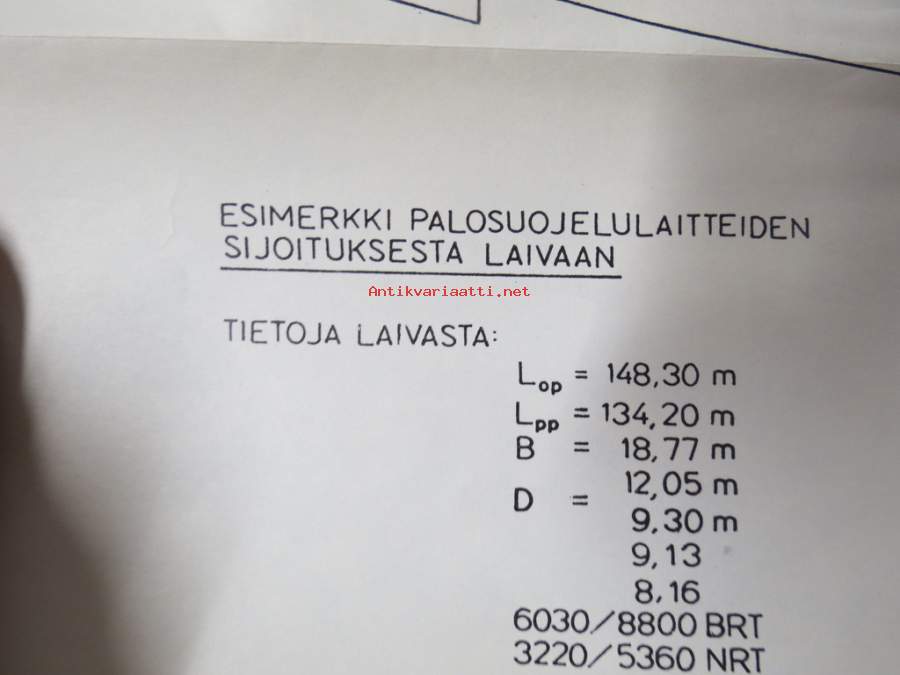 ESIMERKKI PALOSUOJELULAITTEIDEN
SIJOITUKSESTA LAIVAAN
Antikvariaatti.net
TIETOJA LAIVASTA:
Lop = 148,30 m
Lpp = 134,20 m
B = 18,77 m
12,05 m
D =
9,30 m
9,13
8,16
6030/8800 BRT
3220/5360 NRT